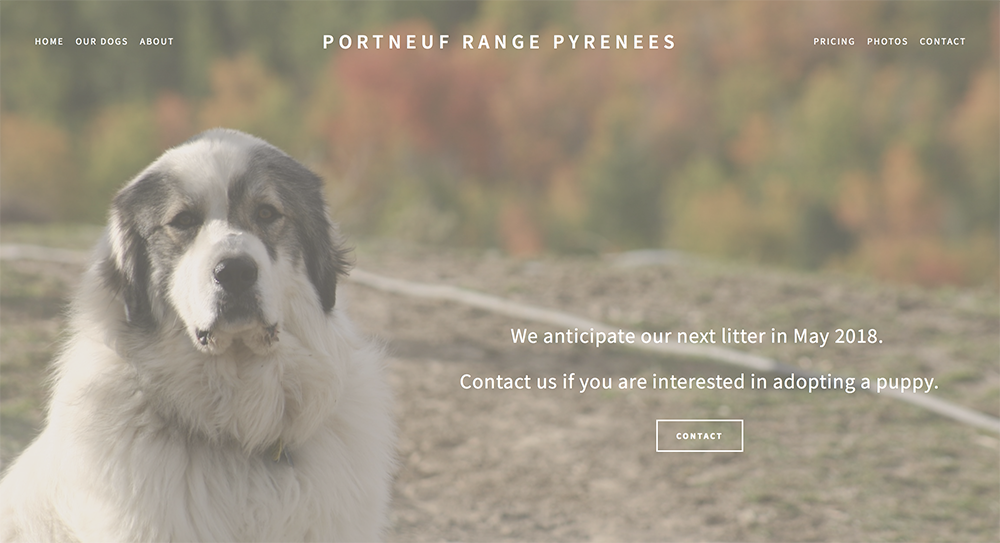 HOME OUR DOGS ABOUT
PORTNEUF RANGE PYRENEES
PRICING PHOTOS CONTACT
We anticipate our next litter in May 2018.
Contact us if you are interested in adopting a puppy.
CONTACT